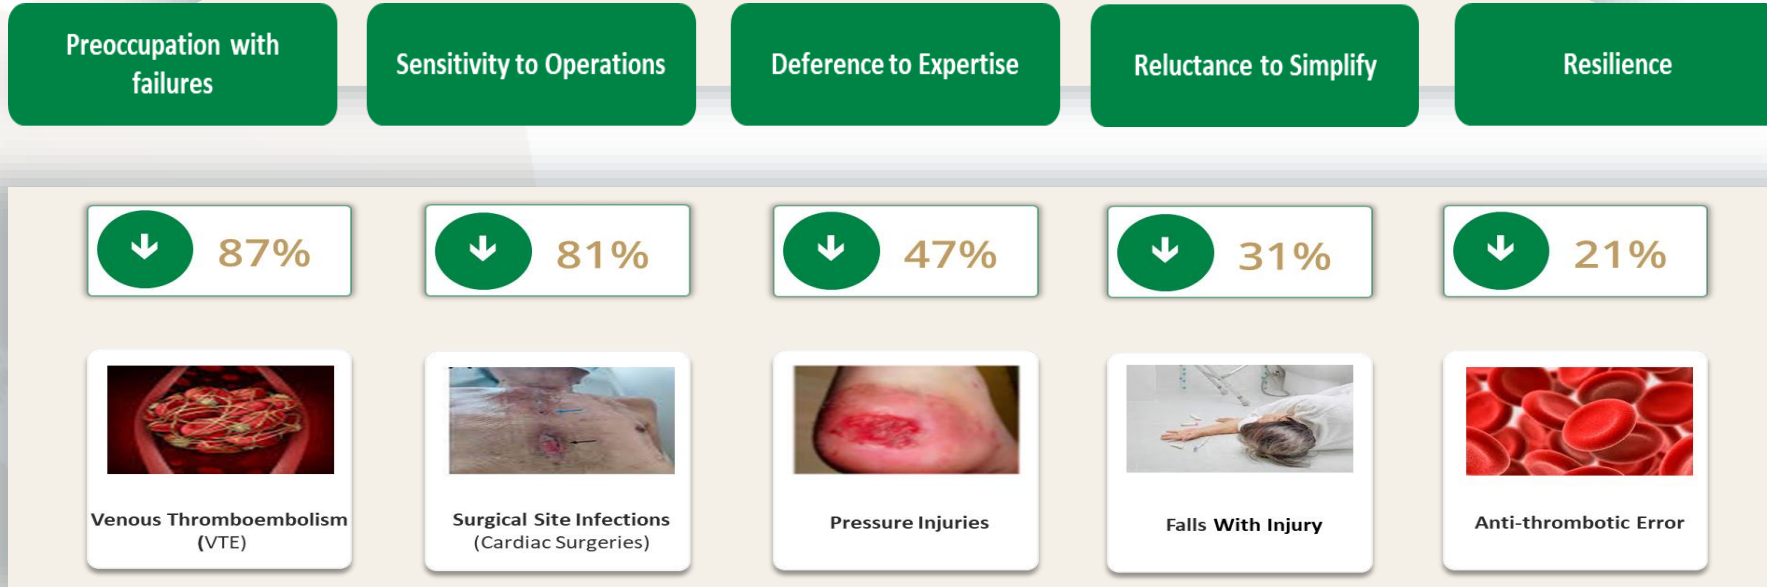 Preoccupation with
failures
Sensitivity to Operations
Deference to Expertise
Reluctance to Simplify
Resilience
87%
81%
47%
31%
21%
Venous Thromboembolism
(VTE)
Surgical Site Infections
(Cardiac Surgeries)
Pressure Injuries
Falls With Injury
Anti-thrombotic Error